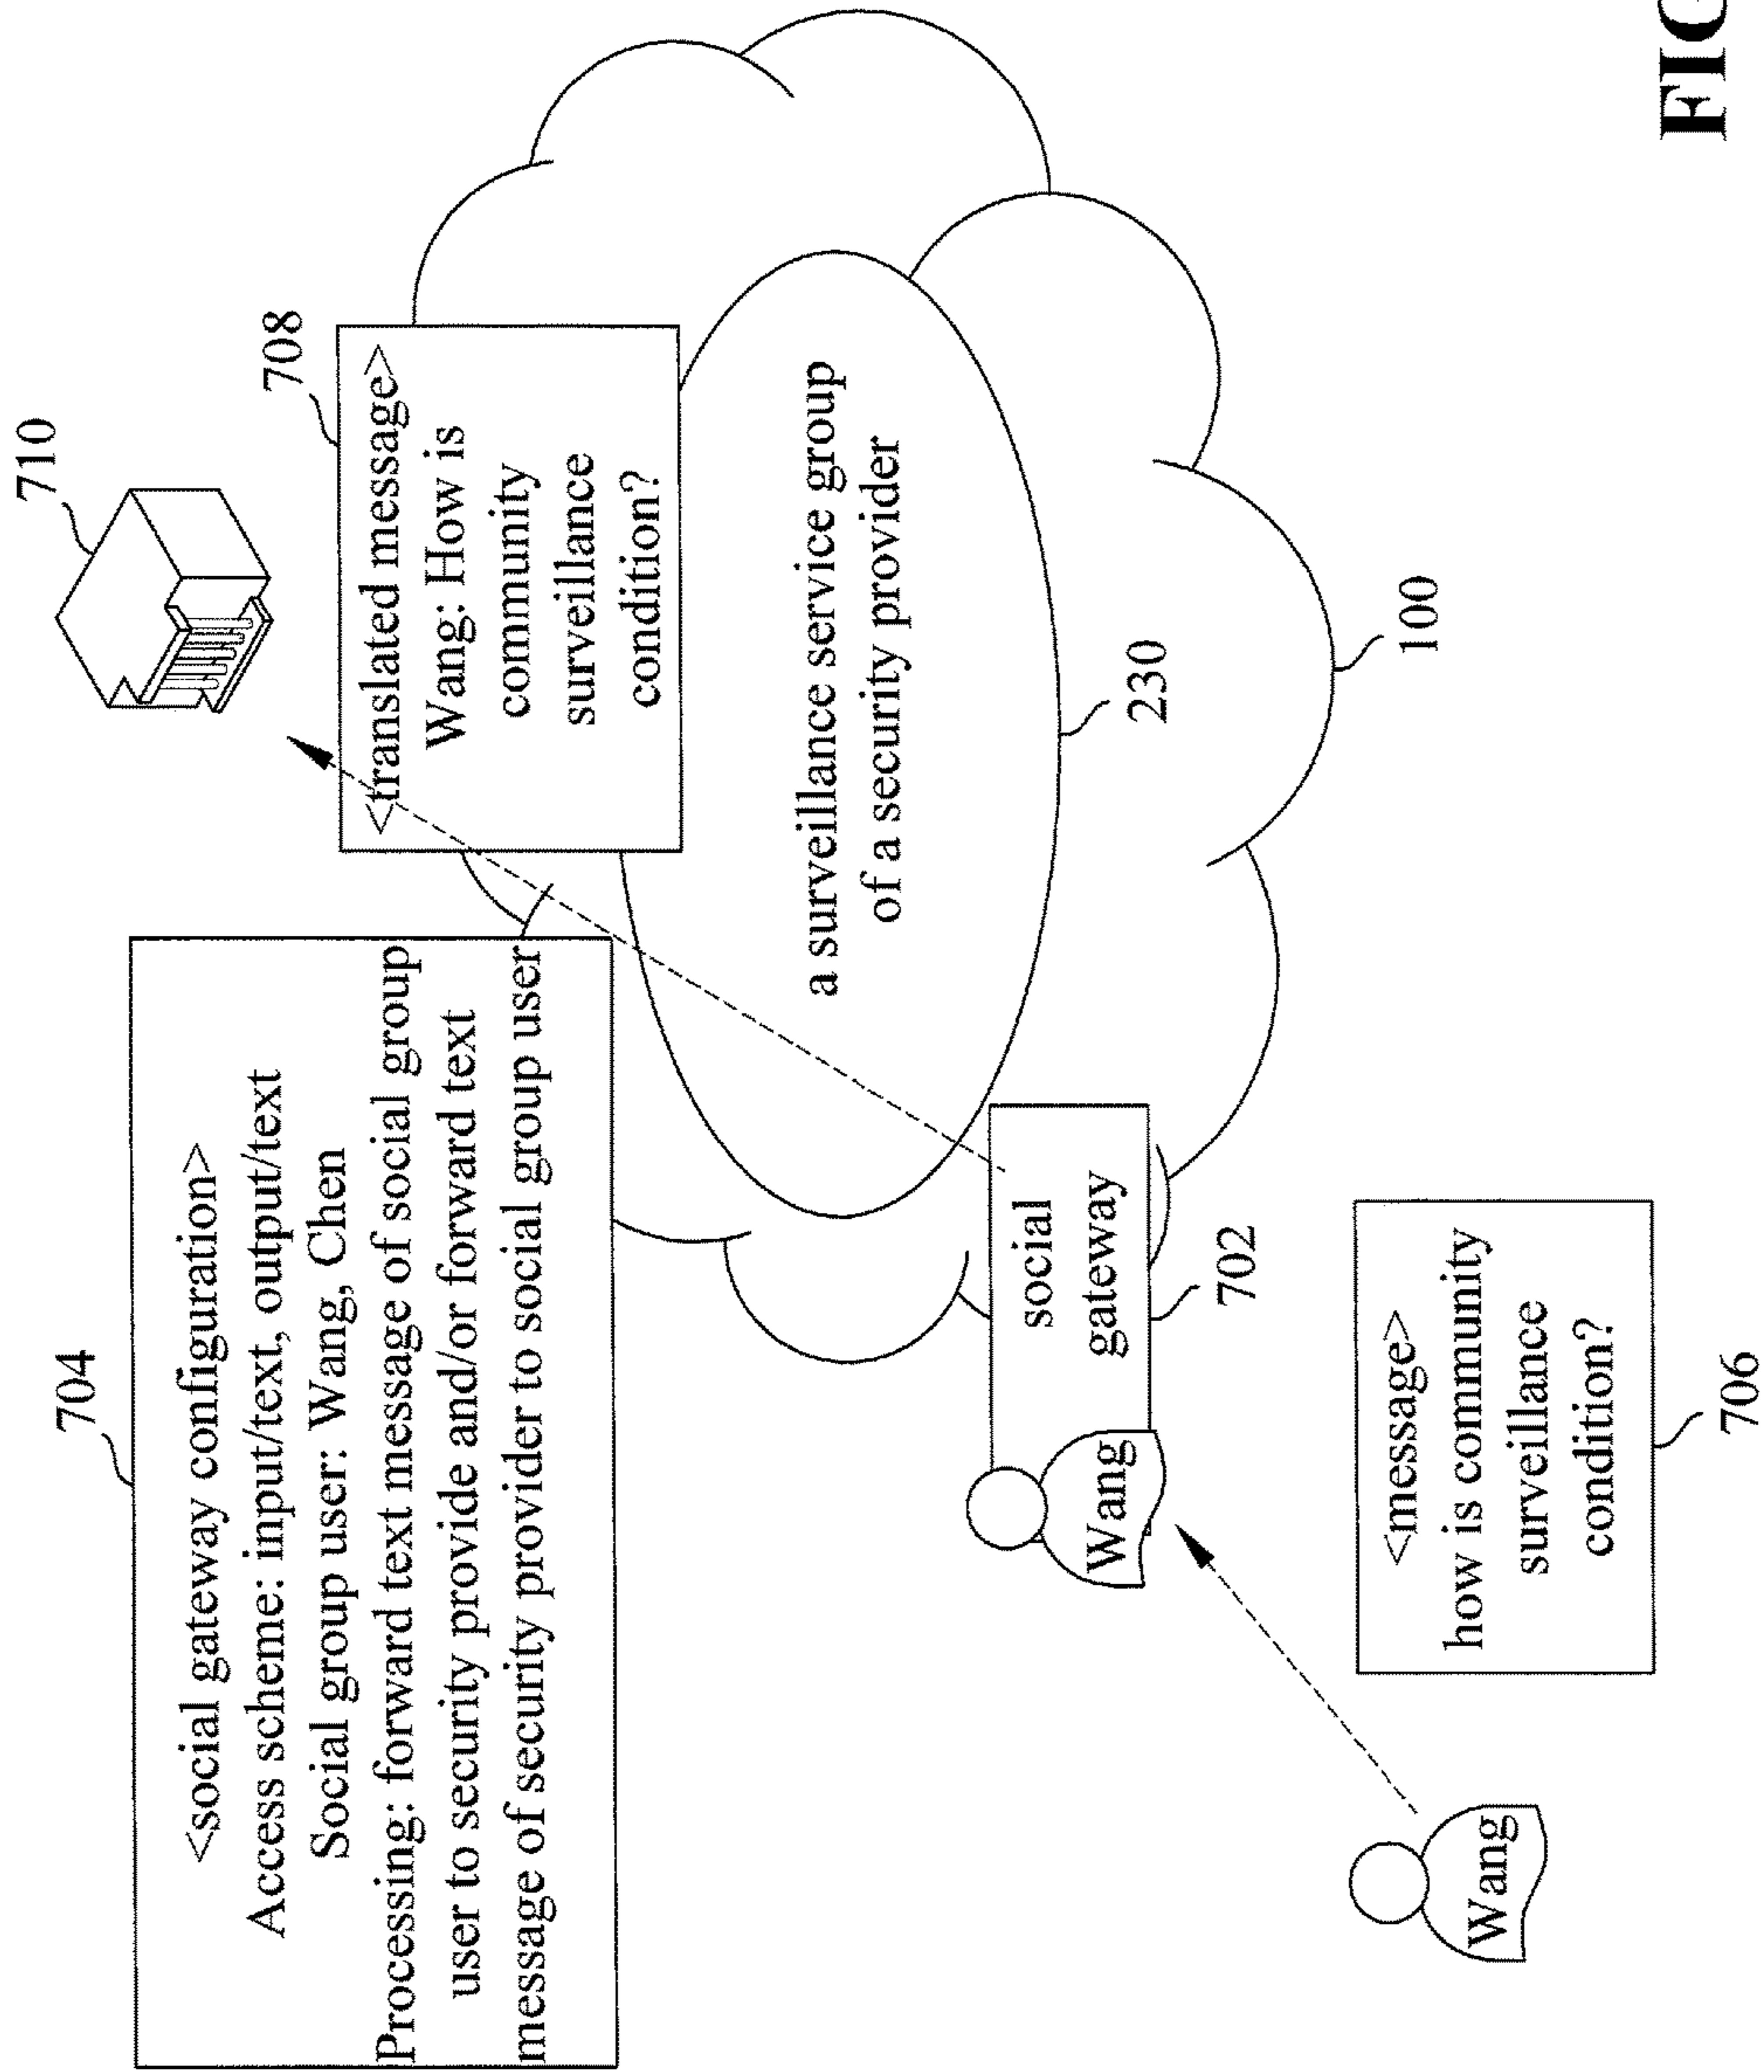 704
<social gateway configuration>
Access scheme: input/text, output/text
Social group user: Wang, Chen
Processing: forward text message of social group
user to security provide and/or forward text
message of security provider to social group user
710
708
<translated message>
Wang: How is
community
surveillance
condition?
a surveillance service group
of a security provider
230
100
social
gateway
702
Wang
<message>
how is community
surveillance
condition?
706
Wang
FIG